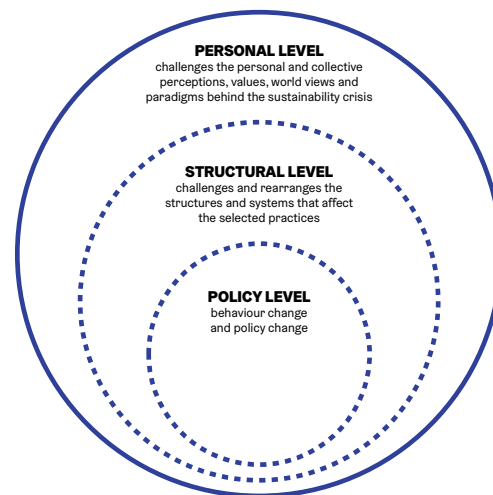 PERSONAL LEVEL
challenges the personal and collective
perceptions, values, world views and
paradigms behind the sustainability crisis
STRUCTURAL LEVEL
challenges and rearranges the
structures and systems that affect
the selected practices
POLICY LEVEL
behaviour change
and policy change